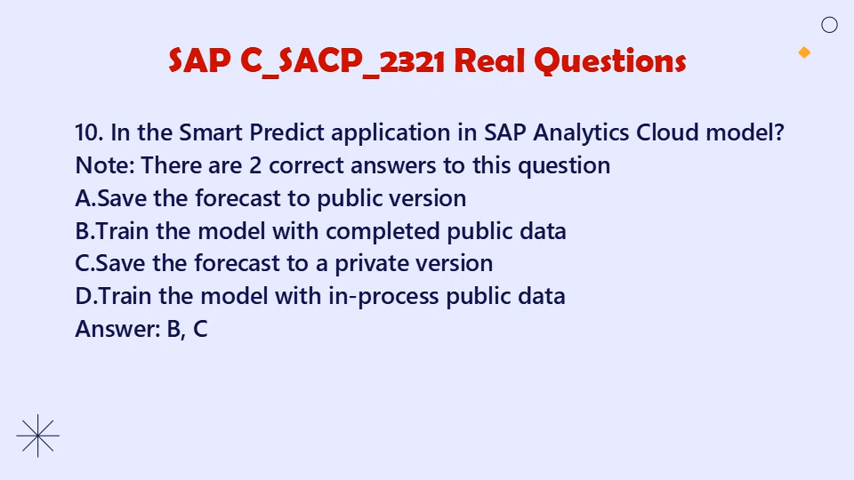 SAP C_SACP_2321 Real Questions
10. In the Smart Predict application in SAP Analytics Cloud model?
Note: There are 2 correct answers to this question
A.Save the forecast to public version
B.Train the model with completed public data
C.Save the forecast to a private version
D.Train the model with in-process public data
Answer: B, C